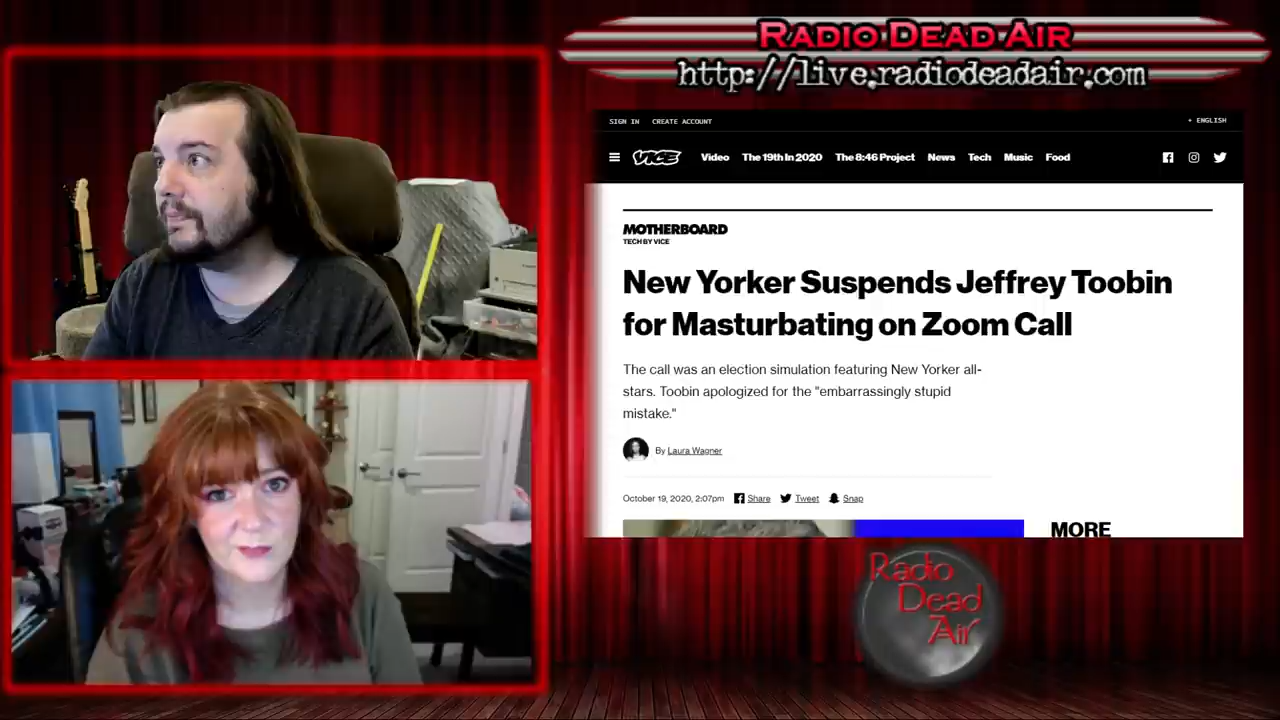 RADIO DEAD AIR
http://live.radiodeadair.com
SIGN IN CREATE ACCOUNT + ENGLISH
VICE Video The 19th In 2020 The 8:46 Project News Tech Music Food
MOTHERBOARD
TECH BY VICE
New Yorker Suspends Jeffrey Toobin
for Masturbating on Zoom Call
The call was an election simulation featuring New Yorker all-
stars. Toobin apologized for the "embarrassingly stupid
mistake."
By Laura Wagner
October 19, 2020, 2:07pm Share Tweet Snap
MORE
Radio
Dead
Air